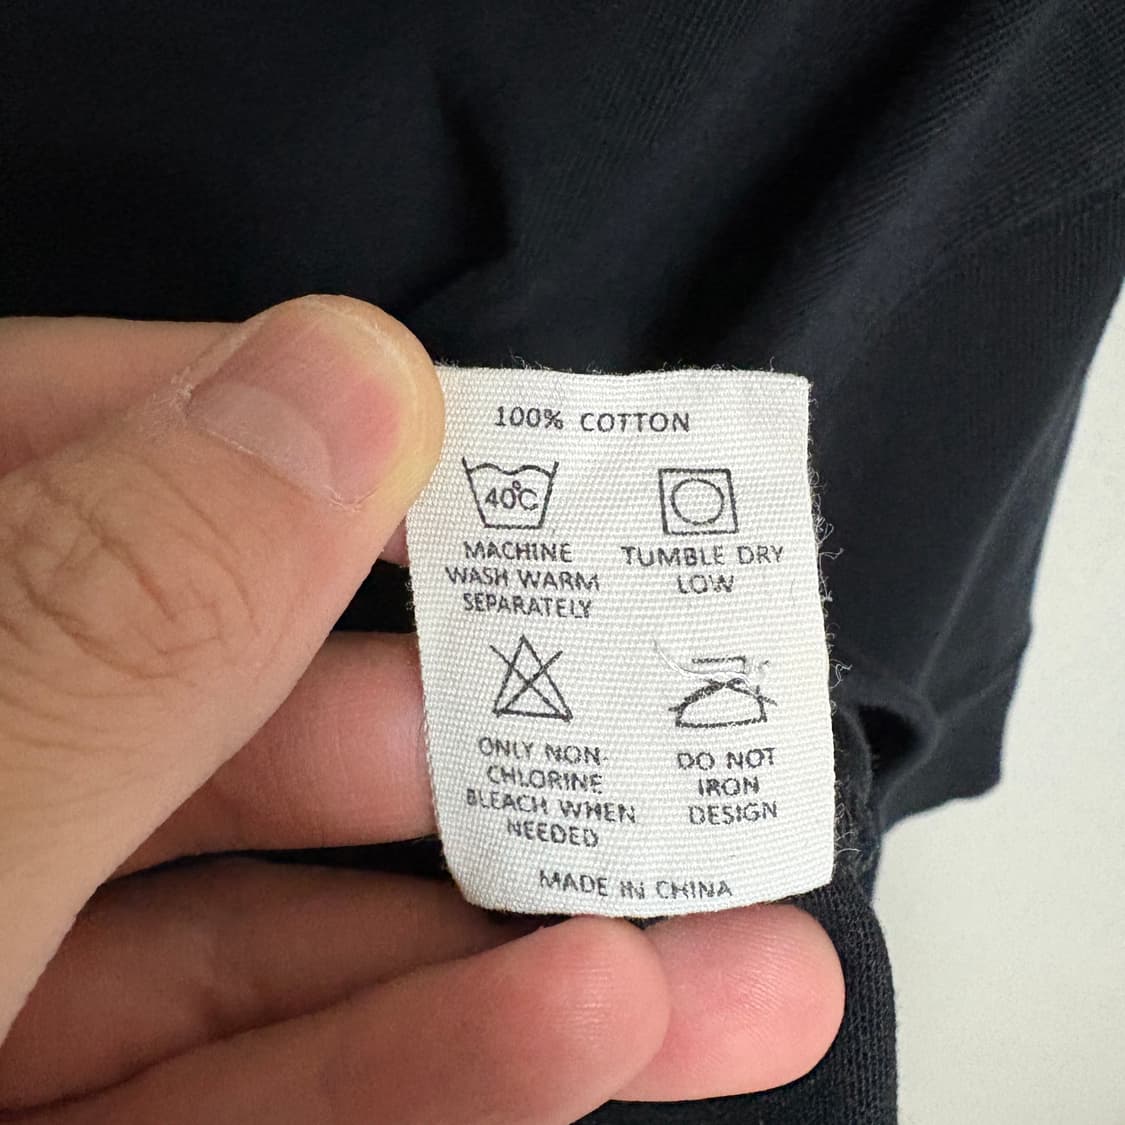 100% COTTON
40°C
MACHINE
WASH WARM
SEPARATELY
TUMBLE DRY
LOW
ONLY NON-
CHLORINE
BLEACH WHEN
NEEDED
DO NOT
IRON
DESIGN
MADE IN CHINA